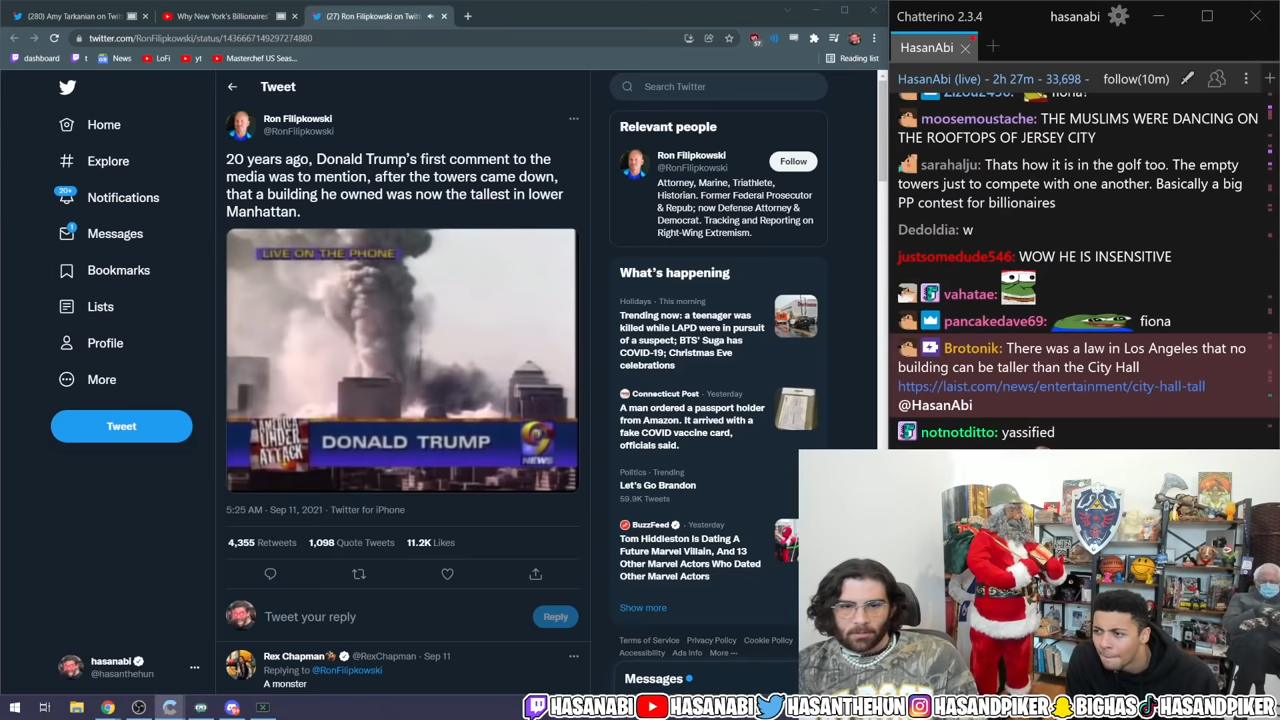 (280) Amy Tarkanian on Twit
Why New York's Billionaires'
(27) Ron Filipkowski on Twitt
twitter.com/RonFilipkowski/status/1436667149297274880
dashboard
t
News
LoFi
yt
Masterchef US Seas...
Reading list
Home
Explore
20+
Notifications
1
Messages
Bookmarks
Lists
Profile
More
Tweet
hasanabi
@hasanthehun
Tweet
Ron Filipkowski
@RonFilipkowski
20 years ago, Donald Trump's first comment to the
media was to mention, after the towers came down,
that a building he owned was now the tallest in lower
Manhattan.
LIVE ON THE PHONE
AMERICA
UNDER
ATTACK
DONALD TRUMP
9
NEWS
5:25 AM · Sep 11, 2021 · Twitter for iPhone
4,355 Retweets 1,098 Quote Tweets 11.2K Likes
Tweet your reply
Reply
Rex Chapman @RexChapman · Sep 11
Replying to @RonFilipkowski
A monster
Search Twitter
Relevant people
Ron Filipkowski
@RonFilipkowski
Follow
Attorney, Marine, Triathlete,
Historian. Former Federal Prosecutor
& Repub; now Defense Attorney &
Democrat. Tracking and Reporting on
Right-Wing Extremism.
What's happening
Holidays · This morning
Trending now: a teenager was
killed while LAPD were in pursuit
of a suspect; BTS' Suga has
COVID-19; Christmas Eve
celebrations
Connecticut Post · Yesterday
A man ordered a passport holder
from Amazon. It arrived with a
fake COVID vaccine card,
officials said.
Politics · Trending
Let's Go Brandon
59.9K Tweets
BuzzFeed · Yesterday
Tom Hiddleston Is Dating A
Future Marvel Villain, And 13
Other Marvel Actors Who Dated
Other Marvel Actors
Show more
Terms of Service Privacy Policy Cookie Policy
Accessibility Ads info More ···
Messages
Chatterino 2.3.4
hasanabi
HasanAbi
HasanAbi (live) - 2h 27m - 33,698 -
follow(10m)
moosemoustache: THE MUSLIMS WERE DANCING ON
THE ROOFTOPS OF JERSEY CITY
sarahalju: Thats how it is in the golf too. The empty
towers just to compete with one another. Basically a big
PP contest for billionaires
Dedoldia: w
justsomedude546: WOW HE IS INSENSITIVE
vahatae:
pancakedave69: fiona
Brotonik: There was a law in Los Angeles that no
building can be taller than the City Hall
https://laist.com/news/entertainment/city-hall-tall
@HasanAbi
notnotditto: yassified
HASANABI HASANABI HASANTHEHUN HASANDPIKER BIGHAS HASANDPIKER